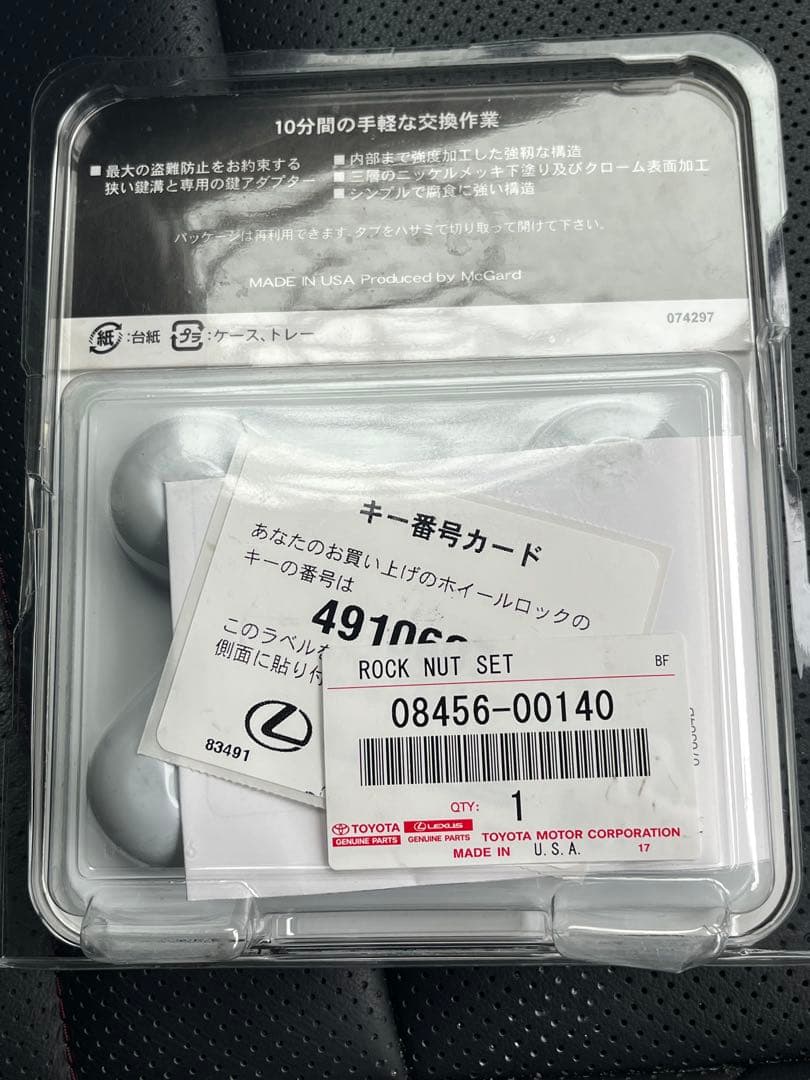 10分間の手軽な交換作業
■ 最大の盗難防止をお約束する
狭い鍵溝と専用の鍵アダプター
■ 内部まで強度加工した強靭な構造
■ 三層のニッケルメッキ下塗り及びクローム表面加工
■ シンプルで腐食に強い構造
パッケージは再利用できます。タブをハサミで切り取って開けて下さい。
MADE IN USA Produced by McGard
074297
紙:台紙 プラ:ケース、トレー
キー番号カード
あなたのお買い上げのホイールロックの
キーの番号は
このラベルを
側面に貼り付
83491
ROCK NUT SET BF
08456-00140
QTY: 1
TOYOTA GENUINE PARTS
LEXUS GENUINE PARTS
TOYOTA MOTOR CORPORATION
MADE IN U.S.A. 17